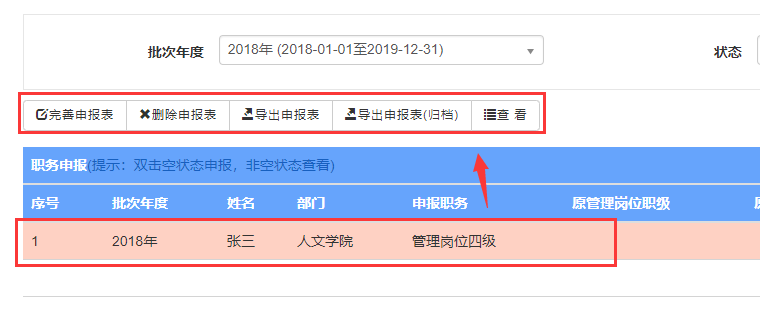 批次年度 2018年 (2018-01-01至2019-12-31) 状态
完善申报表 删除申报表 导出申报表 导出申报表(归档) 查 看
职务申报(提示：双击空状态申报，非空状态查看)
序号 批次年度 姓名 部门 申报职务 原管理岗位职级
1 2018年 张三 人文学院 管理岗位四级